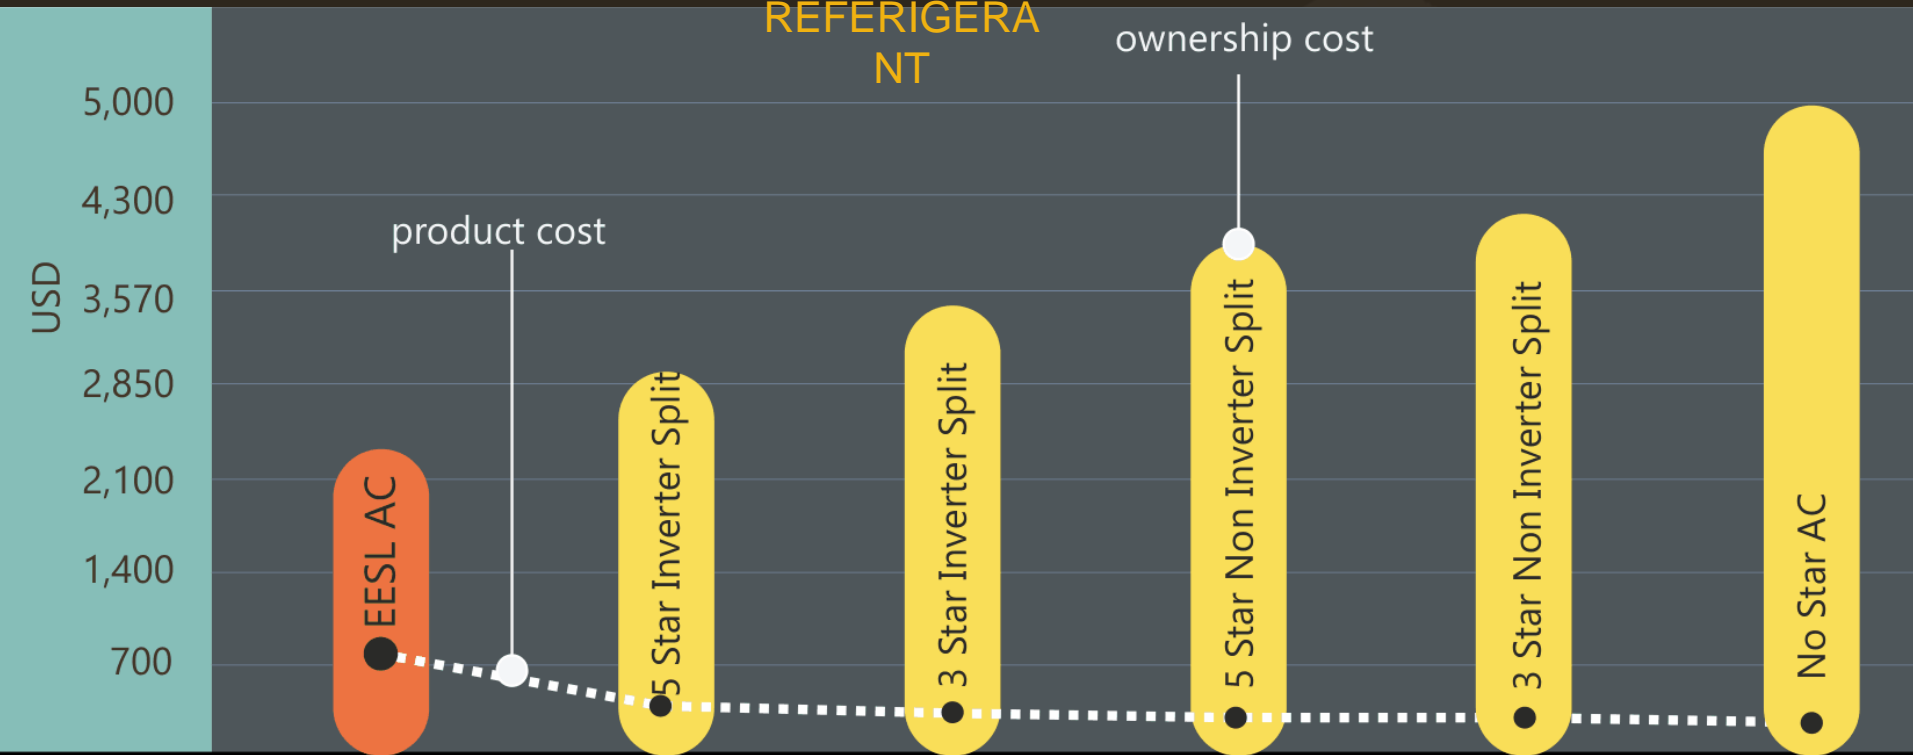 REFERIGERA
NT
ownership cost
product cost
USD
5,000
4,300
3,570
2,850
2,100
1,400
700
EESL AC
5 Star Inverter Split
3 Star Inverter Split
5 Star Non Inverter Split
3 Star Non Inverter Split
No Star AC